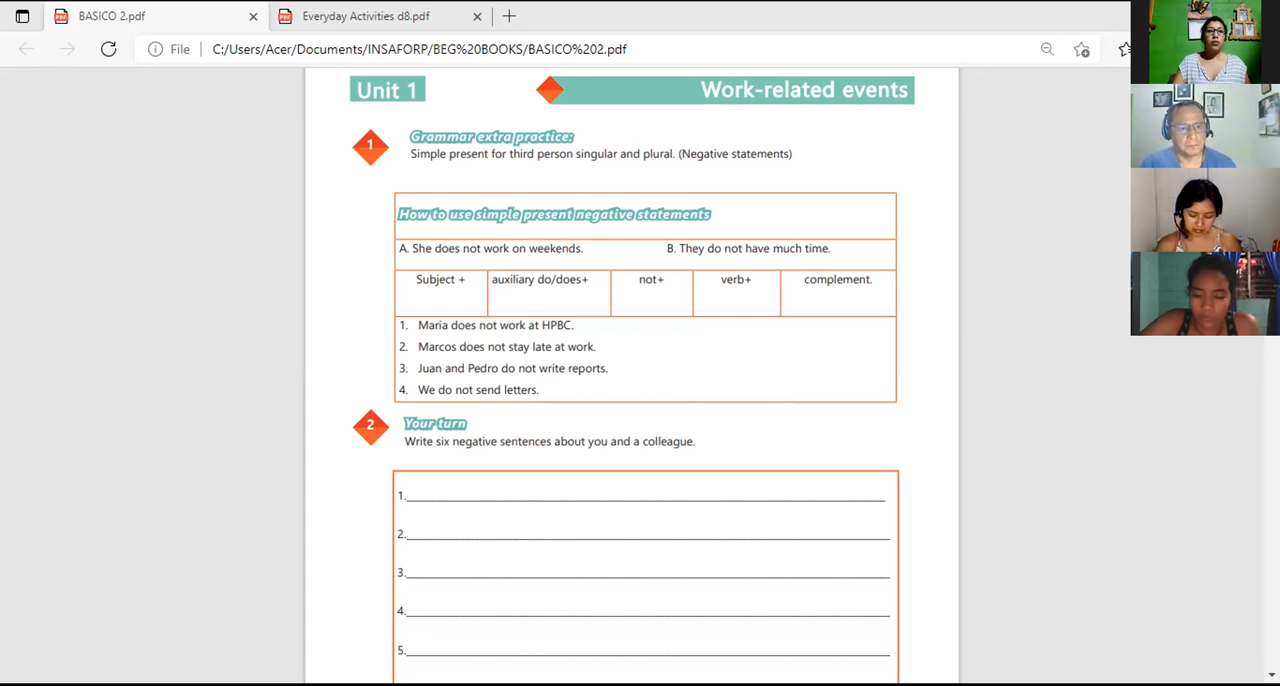 BASICO 2.pdf
Everyday Activities d8.pdf
File
C:/Users/Acer/Documents/INSAFORP/BEG%20BOOKS/BASICO%202.pdf
Unit 1
Work-related events
1
Grammar extra practice:
Simple present for third person singular and plural. (Negative statements)
How to use simple present negative statements
A. She does not work on weekends.
B. They do not have much time.
Subject +
auxiliary do/does+
not+
verb+
complement.
1. Maria does not work at HPBC.
2. Marcos does not stay late at work.
3. Juan and Pedro do not write reports.
4. We do not send letters.
2
Your turn
Write six negative sentences about you and a colleague.
1.
2.
3.
4.
5.